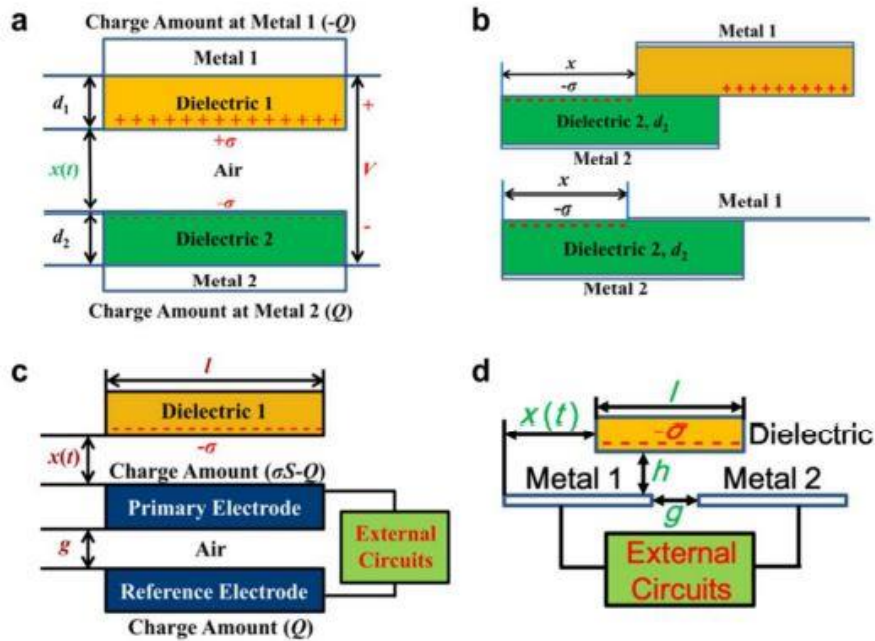 a
Charge Amount at Metal 1 (-Q)
Metal 1
d1
Dielectric 1
+ + + + + + + + + + + + + +
+σ
x(t)
Air
+
V
-
-σ
d2
Dielectric 2
Metal 2
Charge Amount at Metal 2 (Q)
b
Metal 1
x
-σ
+ + + + + + + + + +
Dielectric 2, d2
Metal 2
x
-σ
Metal 1
Dielectric 2, d2
Metal 2
c
l
Dielectric 1
-σ
x(t)
Charge Amount (σS-Q)
Primary Electrode
g
Air
External
Circuits
Reference Electrode
Charge Amount (Q)
d
l
x(t)
-σ
Dielectric
h
Metal 1
Metal 2
g
External
Circuits